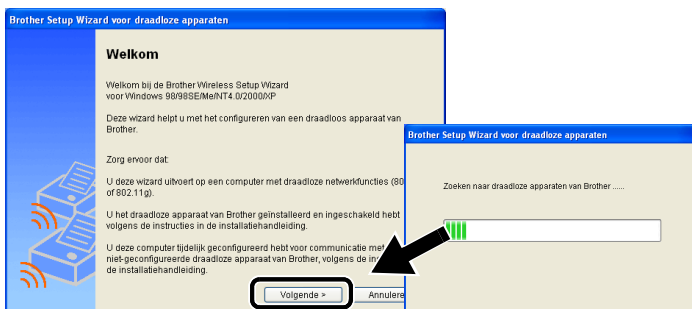 Brother Setup Wizard voor draadloze apparaten
Welkom
Welkom bij de Brother Wireless Setup Wizard
voor Windows 98/98SE/Me/NT4.0/2000/XP
Deze wizard helpt u met het configureren van een draadloos apparaat van
Brother.
Zorg ervoor dat:
U deze wizard uitvoert op een computer met draadloze netwerkfuncties (80
of 802.11g).
U het draadloze apparaat van Brother geïnstalleerd en ingeschakeld hebt
volgens de instructies in de installatiehandleiding.
U deze computer tijdelijk geconfigureerd hebt voor communicatie met
niet-geconfigureerde draadloze apparaat van Brother, volgens de
de installatiehandleiding.
Volgende >
Annulere
Brother Setup Wizard voor draadloze apparaten
Zoeken naar draadloze apparaten van Brother ......